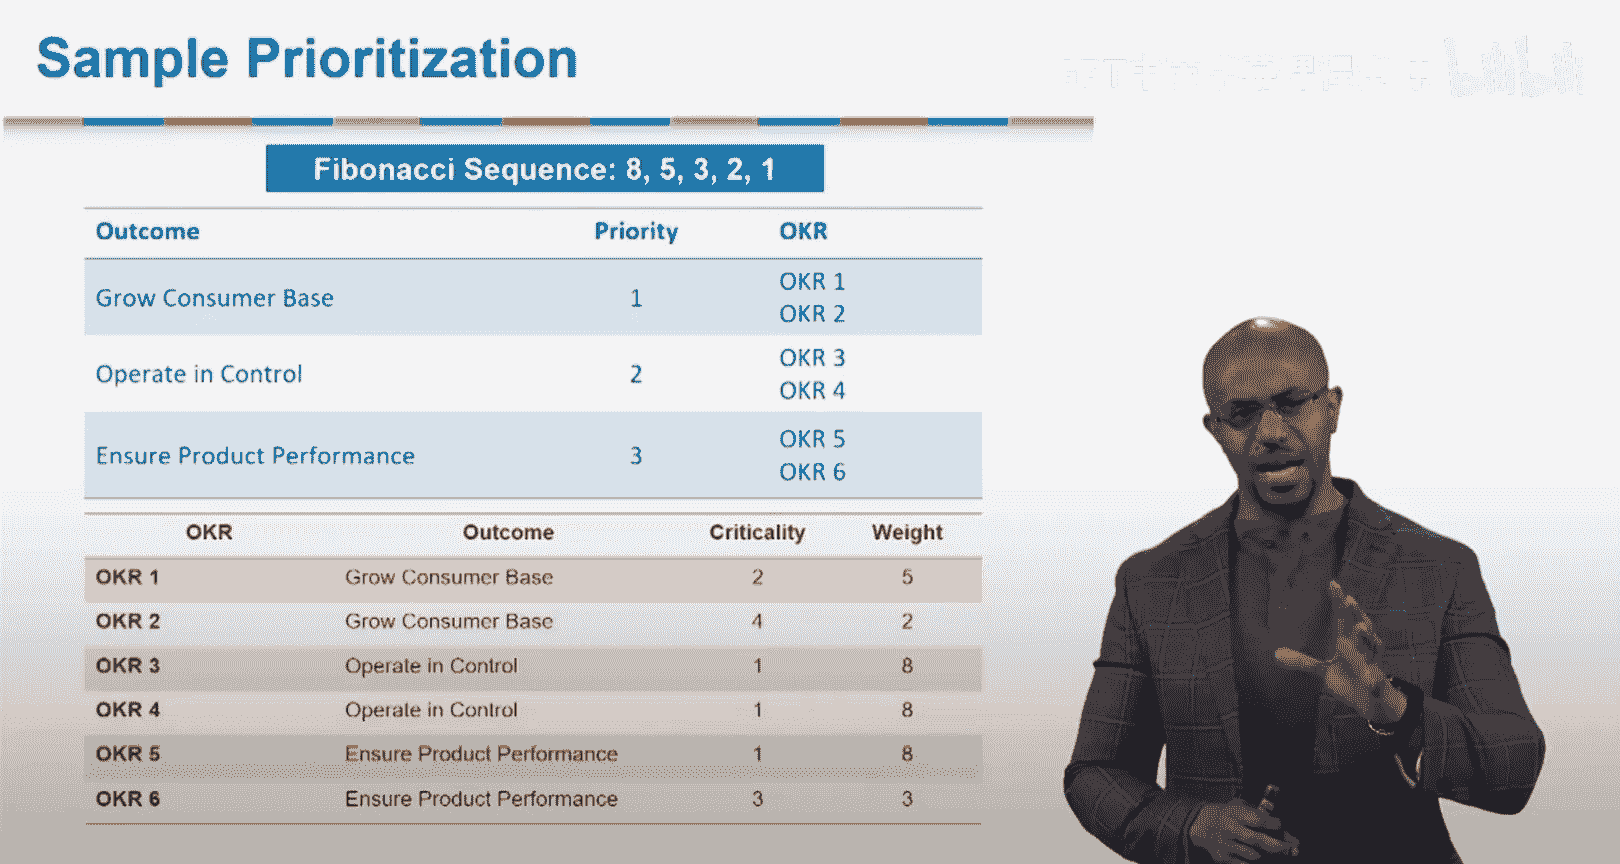 Sample Prioritization
Fibonacci Sequence: 8, 5, 3, 2, 1
Outcome Priority OKR
Grow Consumer Base 1 OKR 1
OKR 2
Operate in Control 2 OKR 3
OKR 4
Ensure Product Performance 3 OKR 5
OKR 6
OKR Outcome Criticality Weight
OKR 1 Grow Consumer Base 2 5
OKR 2 Grow Consumer Base 4 2
OKR 3 Operate in Control 1 8
OKR 4 Operate in Control 1 8
OKR 5 Ensure Product Performance 1 8
OKR 6 Ensure Product Performance 3 3
bilibili